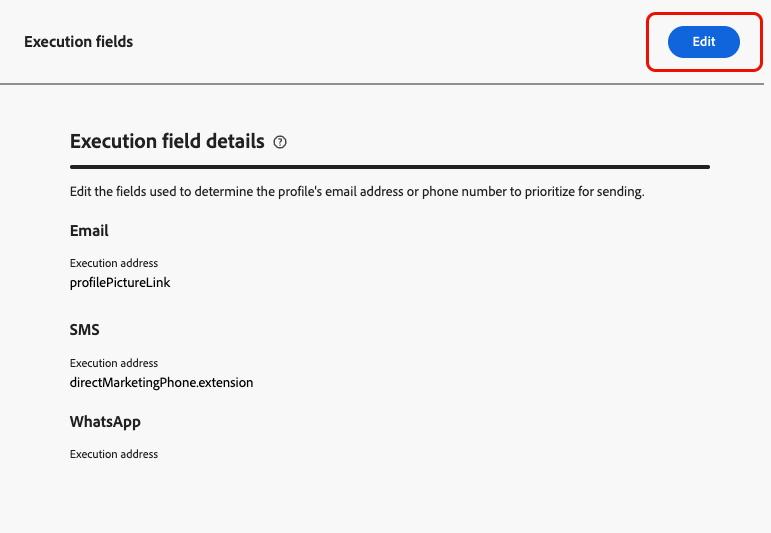 Execution fields
Edit
Execution field details ?
Edit the fields used to determine the profile's email address or phone number to prioritize for sending.
Email
Execution address
profilePictureLink
SMS
Execution address
directMarketingPhone.extension
WhatsApp
Execution address